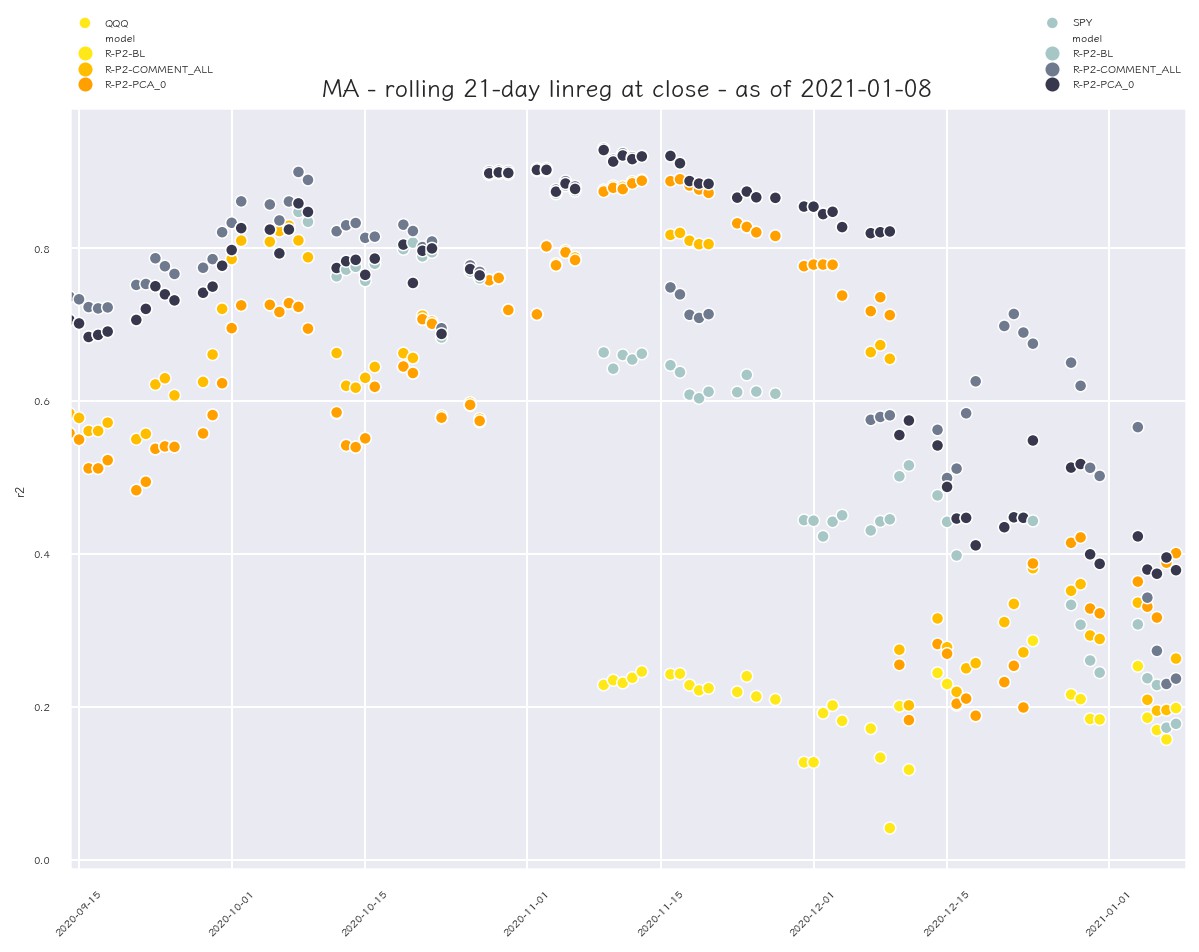 QQQ
model
R-P2-BL
R-P2-COMMENT_ALL
R-P2-PCA_0
SPY
model
R-P2-BL
R-P2-COMMENT_ALL
R-P2-PCA_0
MA - rolling 21-day linreg at close - as of 2021-01-08
r2
0.8
0.6
0.4
0.2
0.0
2020-09-15
2020-10-01
2020-10-15
2020-11-01
2020-11-15
2020-12-01
2020-12-15
2021-01-01